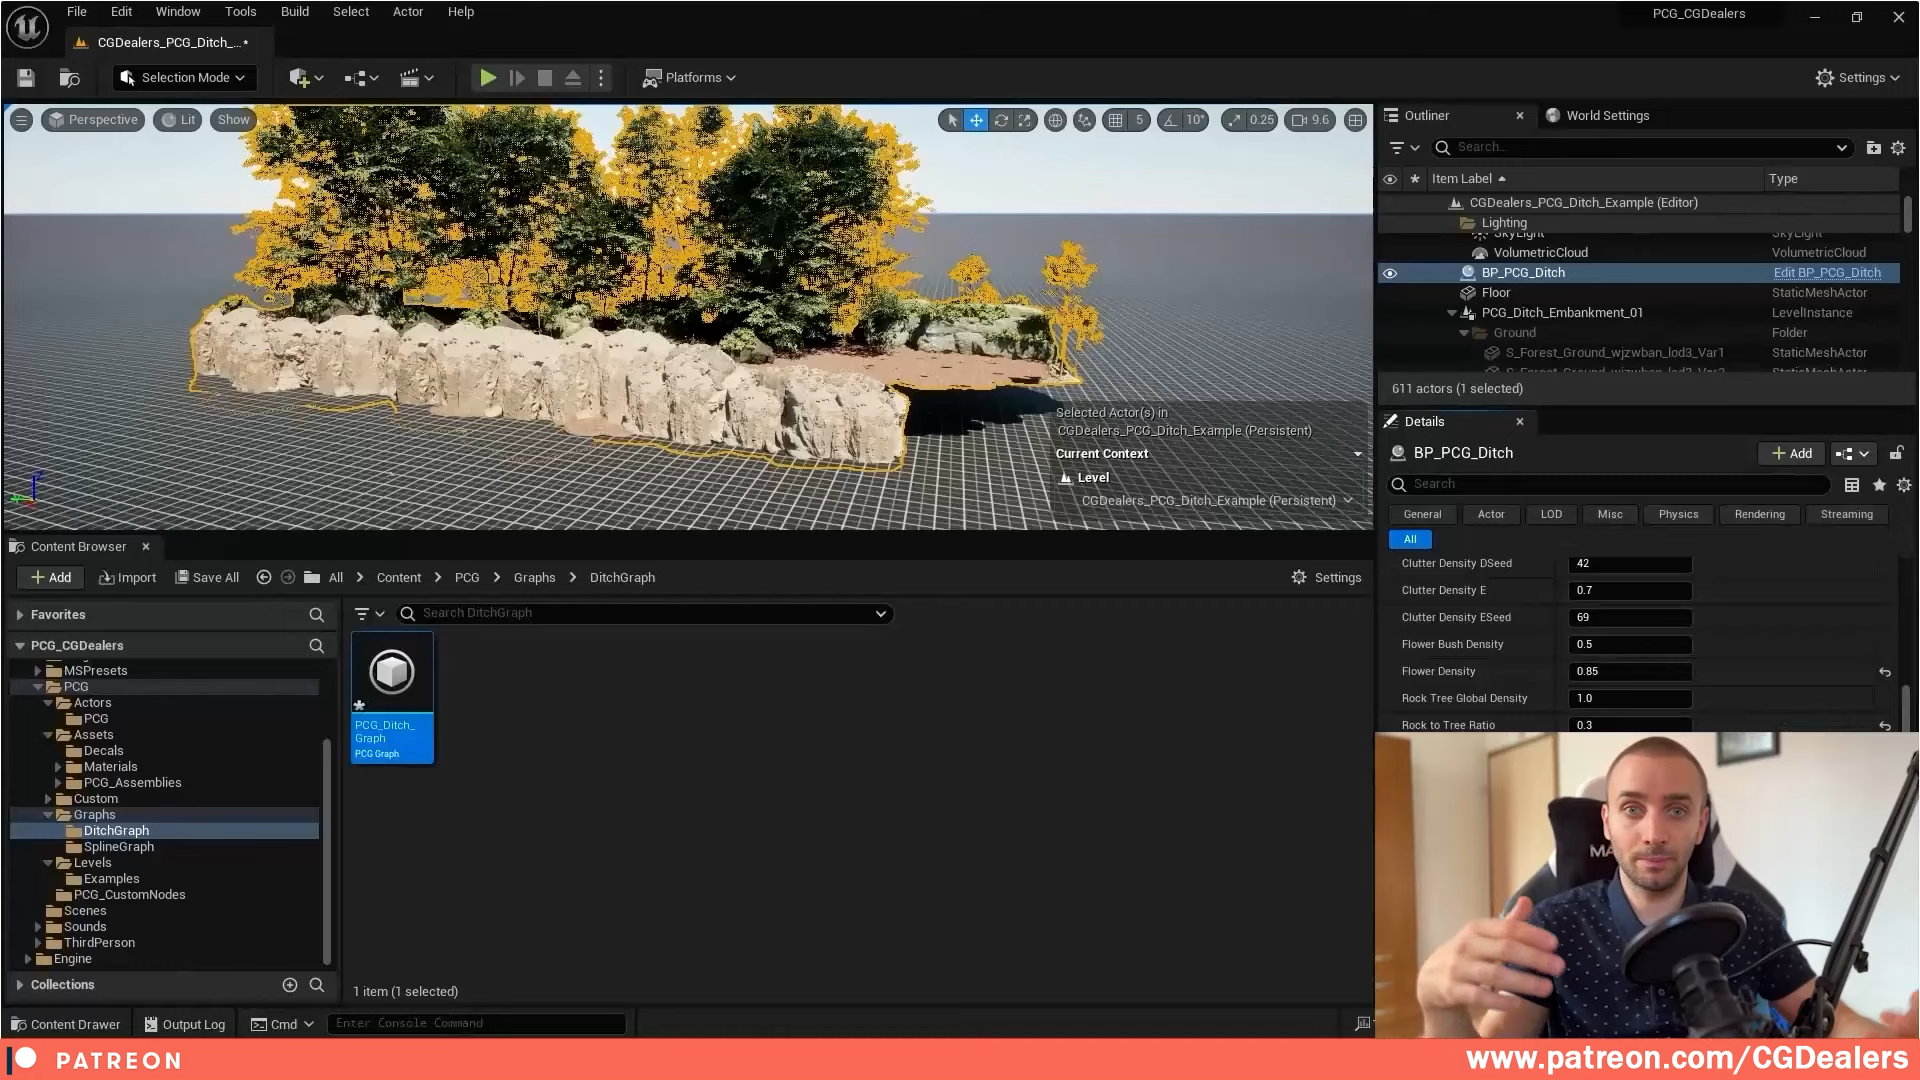 File Edit Window Tools Build Select Actor Help
PCG_CGDealers
CGDealers_PCG_Ditch_...*
Selection Mode
Platforms
Settings
Perspective
Lit
Show
5
10°
0.25
9.6
Selected Actor(s) in
CGDealers_PCG_Ditch_Example (Persistent)
Current Context
Level
CGDealers_PCG_Ditch_Example (Persistent)
Outliner
World Settings
Search...
Item Label
Type
CGDealers_PCG_Ditch_Example (Editor)
Lighting
SkyLight SkyLight
VolumetricCloud VolumetricCloud
BP_PCG_Ditch Edit BP_PCG_Ditch
Floor StaticMeshActor
PCG_Ditch_Embankment_01 LevelInstance
Ground Folder
S_Forest_Ground_wjzwban_lod3_Var1 StaticMeshActor
S_Forest_Ground_wjzwban_lod3_Var2 StaticMeshActor
611 actors (1 selected)
Details
BP_PCG_Ditch
Add
Search
General Actor LOD Misc Physics Rendering Streaming
All
Clutter Density DSeed 42
Clutter Density E 0.7
Clutter Density ESeed 69
Flower Bush Density 0.5
Flower Density 0.85
Rock Tree Global Density 1.0
Rock to Tree Ratio 0.3
Content Browser
Add Import Save All All Content PCG Graphs DitchGraph
Settings
Favorites
PCG_CGDealers
MSPresets
PCG
Actors
PCG
Assets
Decals
Materials
PCG_Assemblies
Custom
Graphs
DitchGraph
SplineGraph
Levels
Examples
PCG_CustomNodes
Scenes
Sounds
ThirdPerson
Engine
Collections
Search DitchGraph
PCG_Ditch_
Graph
PCG Graph
1 item (1 selected)
Content Drawer
Output Log
Cmd
Enter Console Command
PATREON
www.patreon.com/CGDealers